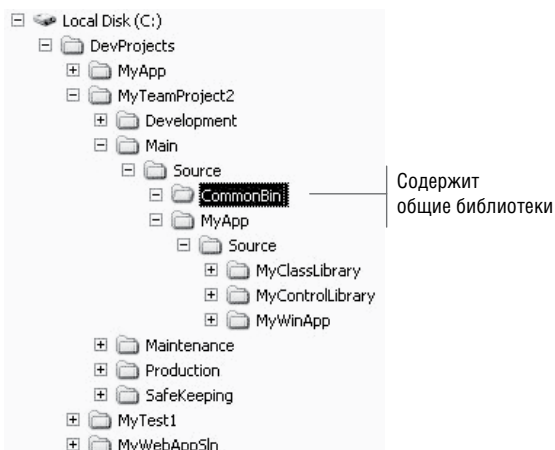 Local Disk (C:)
DevProjects
MyApp
MyTeamProject2
Development
Main
Source
CommonBin
Содержит
общие библиотеки
MyApp
Source
MyClassLibrary
MyControlLibrary
MyWinApp
Maintenance
Production
SafeKeeping
MyTest1
MyWebAppSln